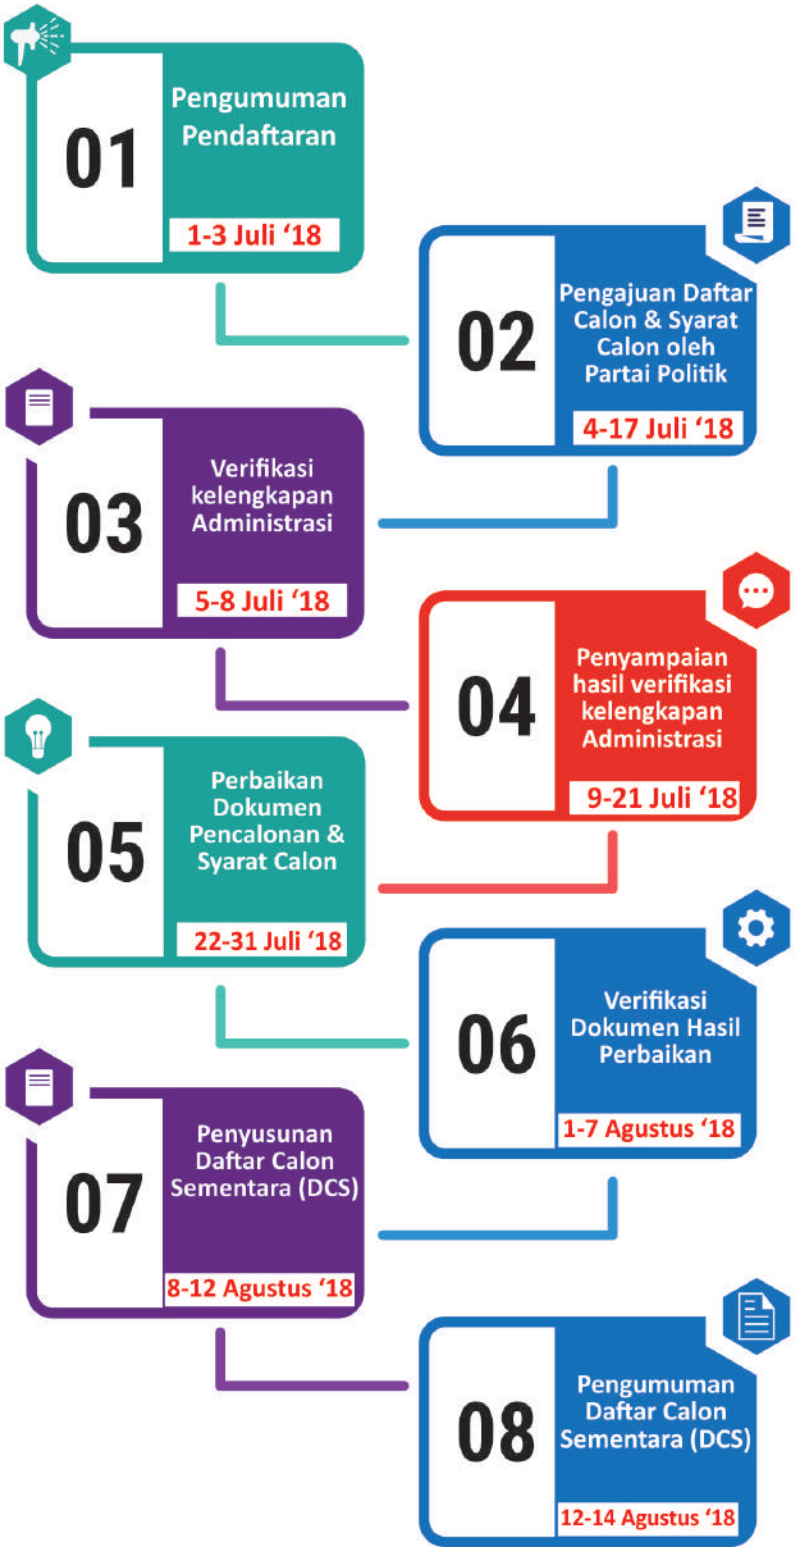 01
Pengumuman
Pendaftaran
1-3 Juli ‘18
02
Pengajuan Daftar
Calon & Syarat
Calon oleh
Partai Politik
4-17 Juli ‘18
03
Verifikasi
kelengkapan
Administrasi
5-8 Juli ‘18
04
Penyampaian
hasil verifikasi
kelengkapan
Administrasi
9-21 Juli ‘18
05
Perbaikan
Dokumen
Pencalonan &
Syarat Calon
22-31 Juli ‘18
06
Verifikasi
Dokumen Hasil
Perbaikan
1-7 Agustus ‘18
07
Penyusunan
Daftar Calon
Sementara (DCS)
8-12 Agustus ‘18
08
Pengumuman
Daftar Calon
Sementara (DCS)
12-14 Agustus ‘18